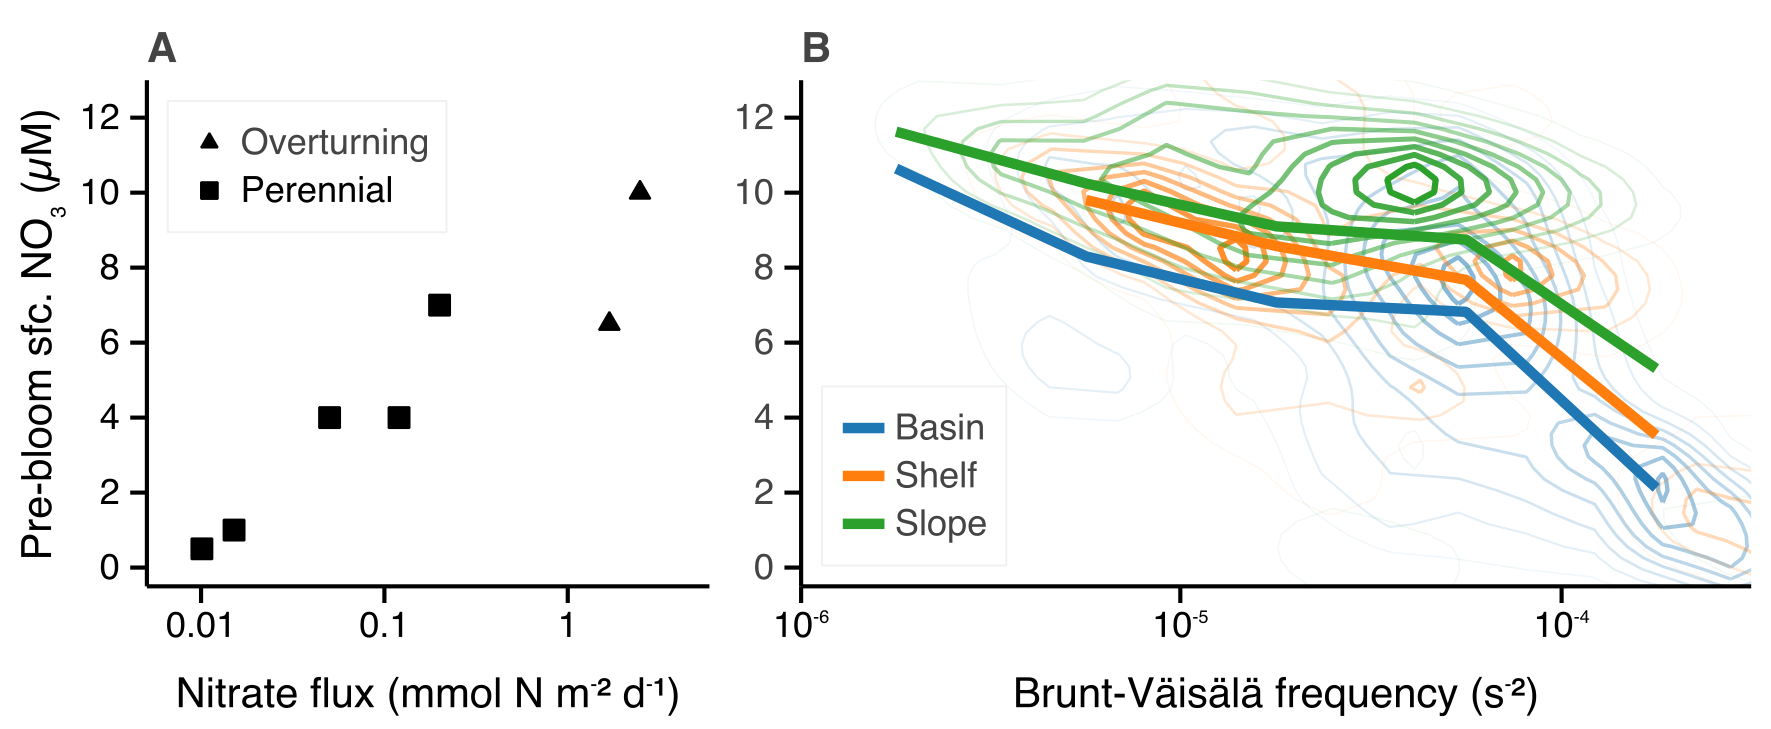 A
B
Pre-bloom sfc. NO3 (µM)
12
10
8
6
4
2
0
Overturning
Perennial
0.01
0.1
1
Nitrate flux (mmol N m-2 d-1)
12
10
8
6
4
2
0
Basin
Shelf
Slope
10-6
10-5
10-4
Brunt-Väisälä frequency (s-2)